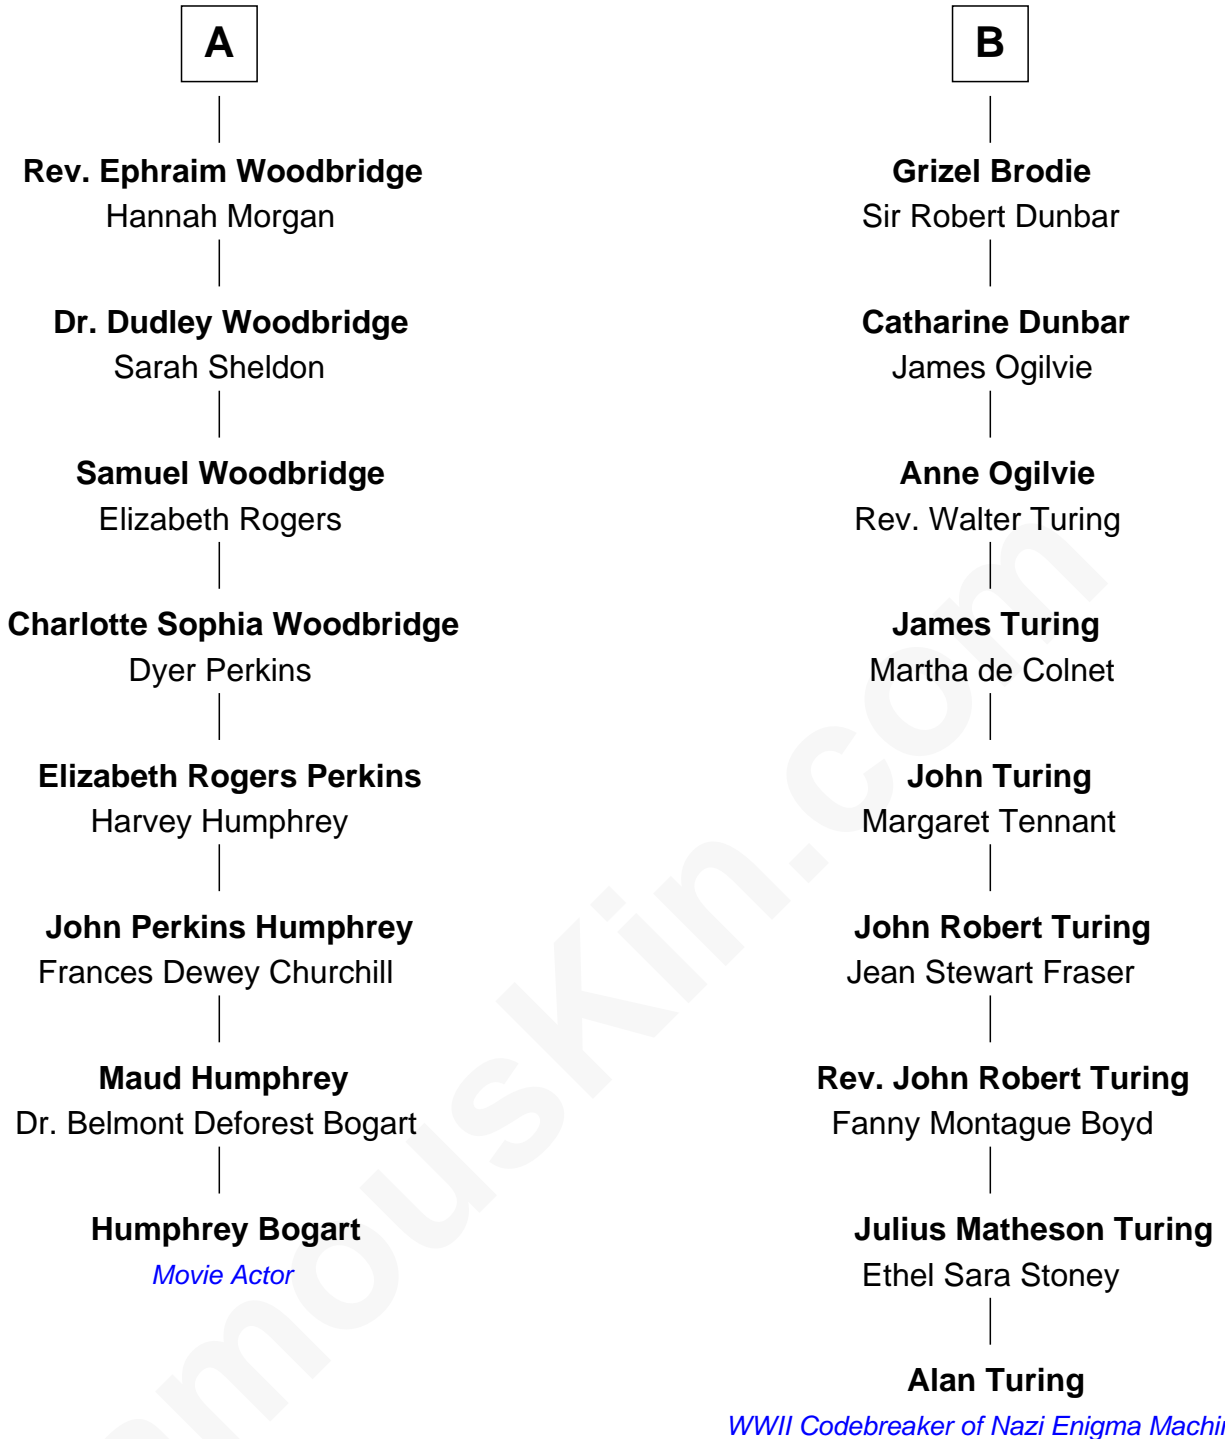 A
Rev. Ephraim Woodbridge
Hannah Morgan
Dr. Dudley Woodbridge
Sarah Sheldon
Samuel Woodbridge
Elizabeth Rogers
Charlotte Sophia Woodbridge
Dyer Perkins
Elizabeth Rogers Perkins
Harvey Humphrey
John Perkins Humphrey
Frances Dewey Churchill
Maud Humphrey
Dr. Belmont Deforest Bogart
Humphrey Bogart
Movie Actor
B
Grizel Brodie
Sir Robert Dunbar
Catharine Dunbar
James Ogilvie
Anne Ogilvie
Rev. Walter Turing
James Turing
Martha de Colnet
John Turing
Margaret Tennant
John Robert Turing
Jean Stewart Fraser
Rev. John Robert Turing
Fanny Montague Boyd
Julius Matheson Turing
Ethel Sara Stoney
Alan Turing
WWII Codebreaker of Nazi Enigma Machi
mousKin.com